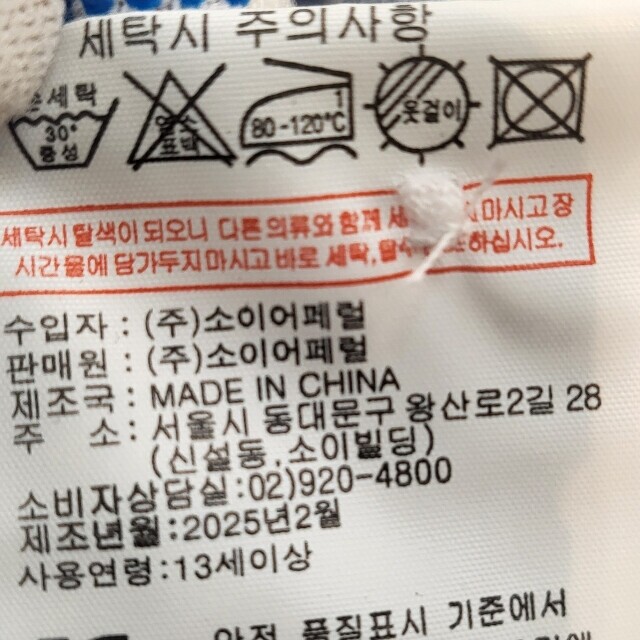 세탁시 주의사항
손세탁
30°
중성
염소
표백
1
80-120℃
옷걸이
세탁시 탈색이 되오니 다른 의류와 함께 마시고 장
시간 물에 담가두지 마시고 바로 세탁, 하십시오.
수입자 : (주)소이어패럴
판매원 : (주)소이어패럴
제조국 : MADE IN CHINA
주 소 : 서울시 동대문구 왕산로2길 28
(신설동,소이빌딩)
소비자상담실:02)920-4800
제조년월:2025년2월
사용연령:13세이상
안전 품질표시 기준에서